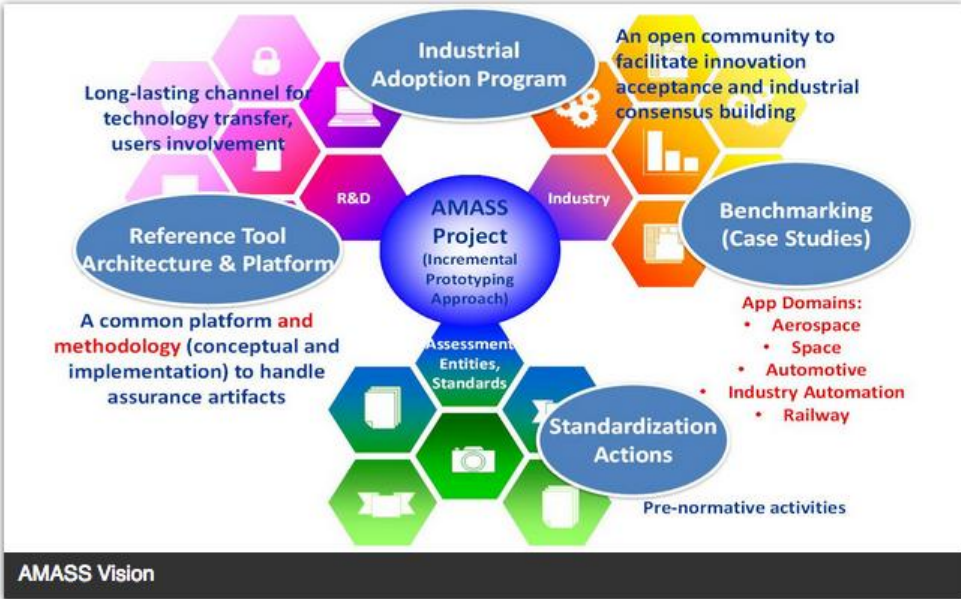 Industrial
Adoption Program
An open community to
facilitate innovation
acceptance and industrial
consensus building
Long-lasting channel for
technology transfer,
users involvement
R&D
Industry
AMASS
Project
(Incremental
Prototyping
Approach)
Reference Tool
Architecture & Platform
Benchmarking
(Case Studies)
A common platform and
methodology (conceptual and
implementation) to handle
assurance artifacts
App Domains:
• Aerospace
• Space
• Automotive
• Industry Automation
• Railway
Assessment
Entities,
Standards
Standardization
Actions
Pre-normative activities
AMASS Vision